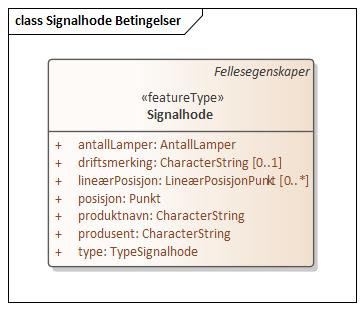 class Signalhode Betingelser
Fellesegenskaper
«featureType»
Signalhode
+ antallLamper: AntallLamper
+ driftsmerking: CharacterString [0..1]
+ lineærPosisjon: LineærPosisjonPunkt [0..*]
+ posisjon: Punkt
+ produktnavn: CharacterString
+ produsent: CharacterString
+ type: TypeSignalhode